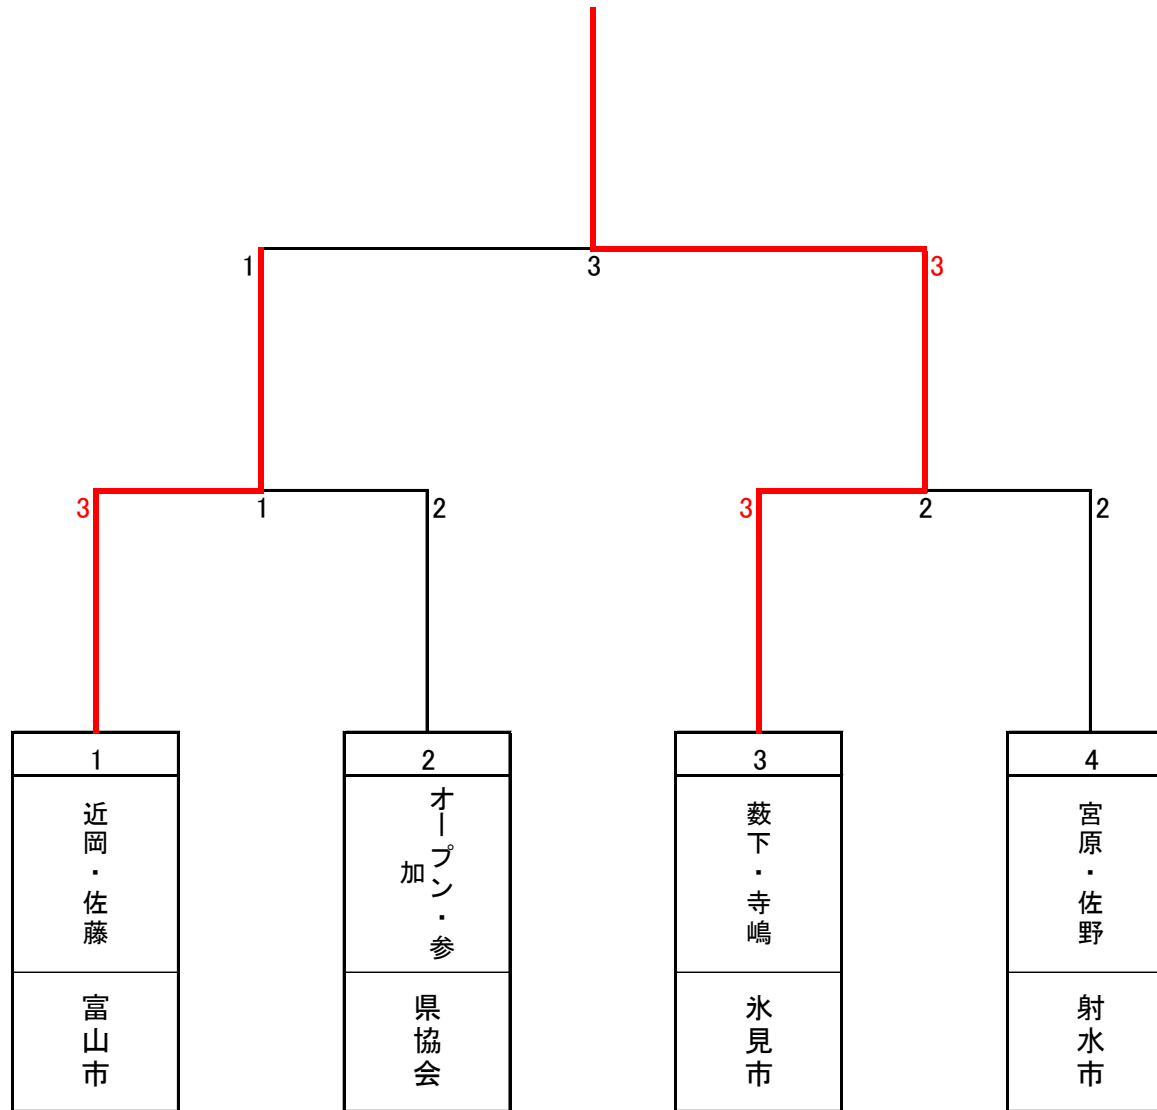 1 3 3
3 1 2 3 2 2
1 2 3 4
近岡・佐藤
オープン・参
加
薮下・寺嶋
宮原・佐野
富山市
県協会
氷見市
射水市